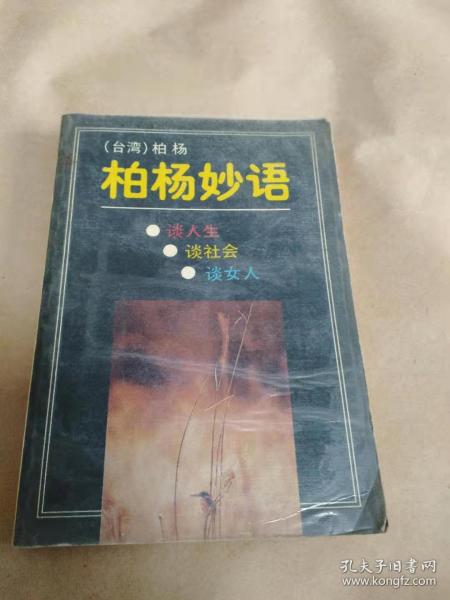 (台湾)柏杨
柏杨妙语
●谈人生
●谈社会
●谈女人
孔夫子旧书网
www.kongfz.com